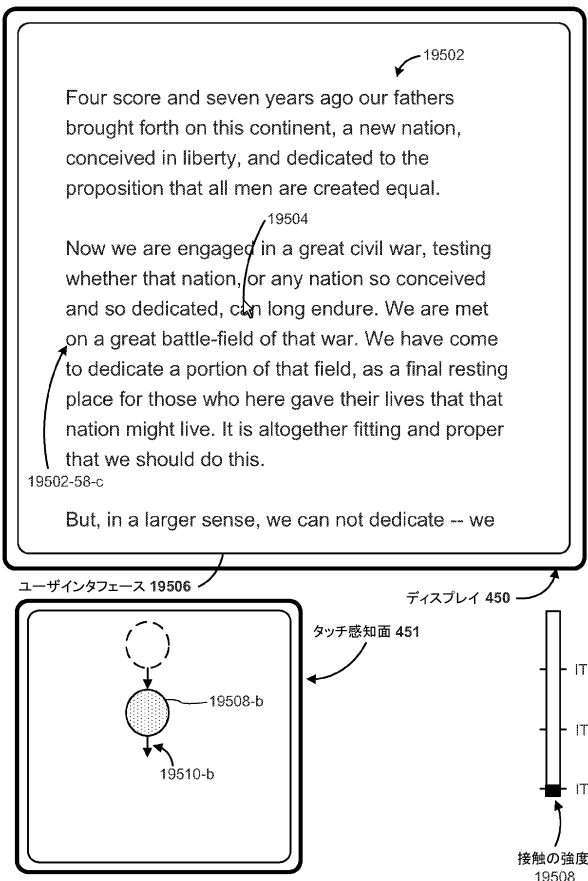 19502
Four score and seven years ago our fathers
brought forth on this continent, a new nation,
conceived in liberty, and dedicated to the
proposition that all men are created equal.
19504
Now we are engaged in a great civil war, testing
whether that nation, or any nation so conceived
and so dedicated, can long endure. We are met
on a great battle-field of that war. We have come
to dedicate a portion of that field, as a final resting
place for those who here gave their lives that that
nation might live. It is altogether fitting and proper
that we should do this.
19502-58-c
But, in a larger sense, we can not dedicate -- we
ユーザインタフェース 19506
ディスプレイ 450
タッチ感知面 451
19508-b
19510-b
IT
IT
IT
接触の強度
19508